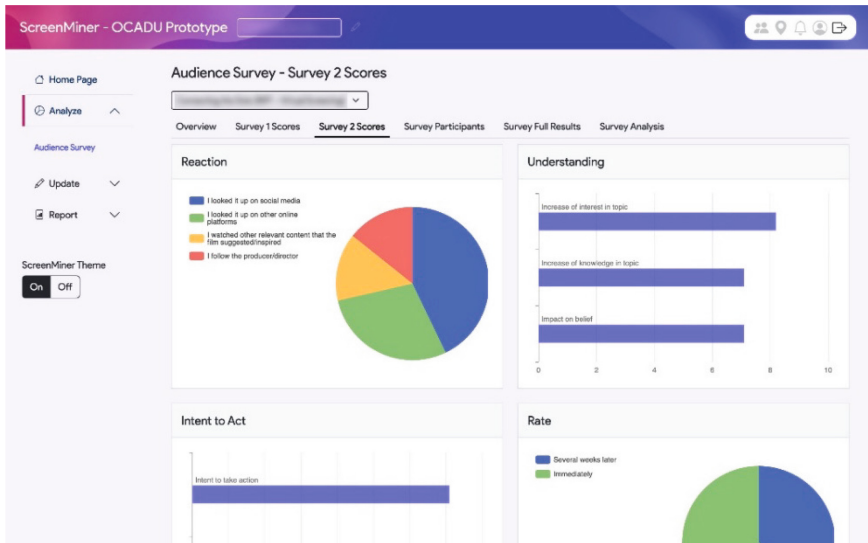 ScreenMiner - OCADU Prototype
Home Page
Analyze
Audience Survey
Update
Report
ScreenMiner Theme
On Off
Audience Survey - Survey 2 Scores
Overview Survey 1 Scores Survey 2 Scores Survey Participants Survey Full Results Survey Analysis
Reaction
I looked it up on social media
I looked it up on other online
platforms
I watched other relevant content that the
film suggested/inspired
I follow the producer/director
Understanding
Increase of interest in topic
Increase of knowledge in topic
Impact on belief
0 2 4 6 8 10
Intent to Act
Intent to take action
Rate
Several weeks later
Immediately